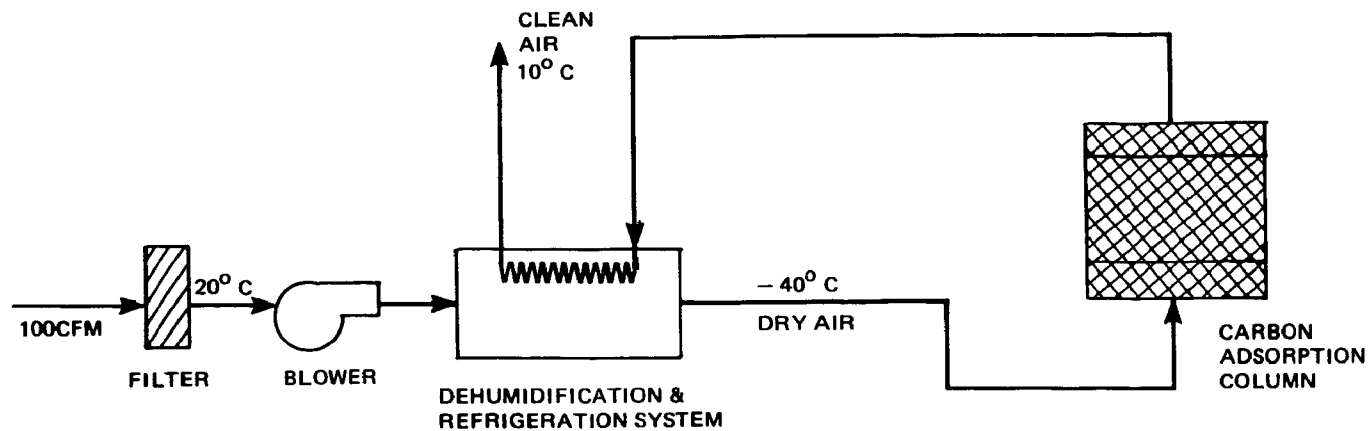 CLEAN
AIR
10° C
20° C
100CFM
FILTER
BLOWER
DEHUMIDIFICATION &
REFRIGERATION SYSTEM
– 40° C
DRY AIR
CARBON
ADSORPTION
COLUMN